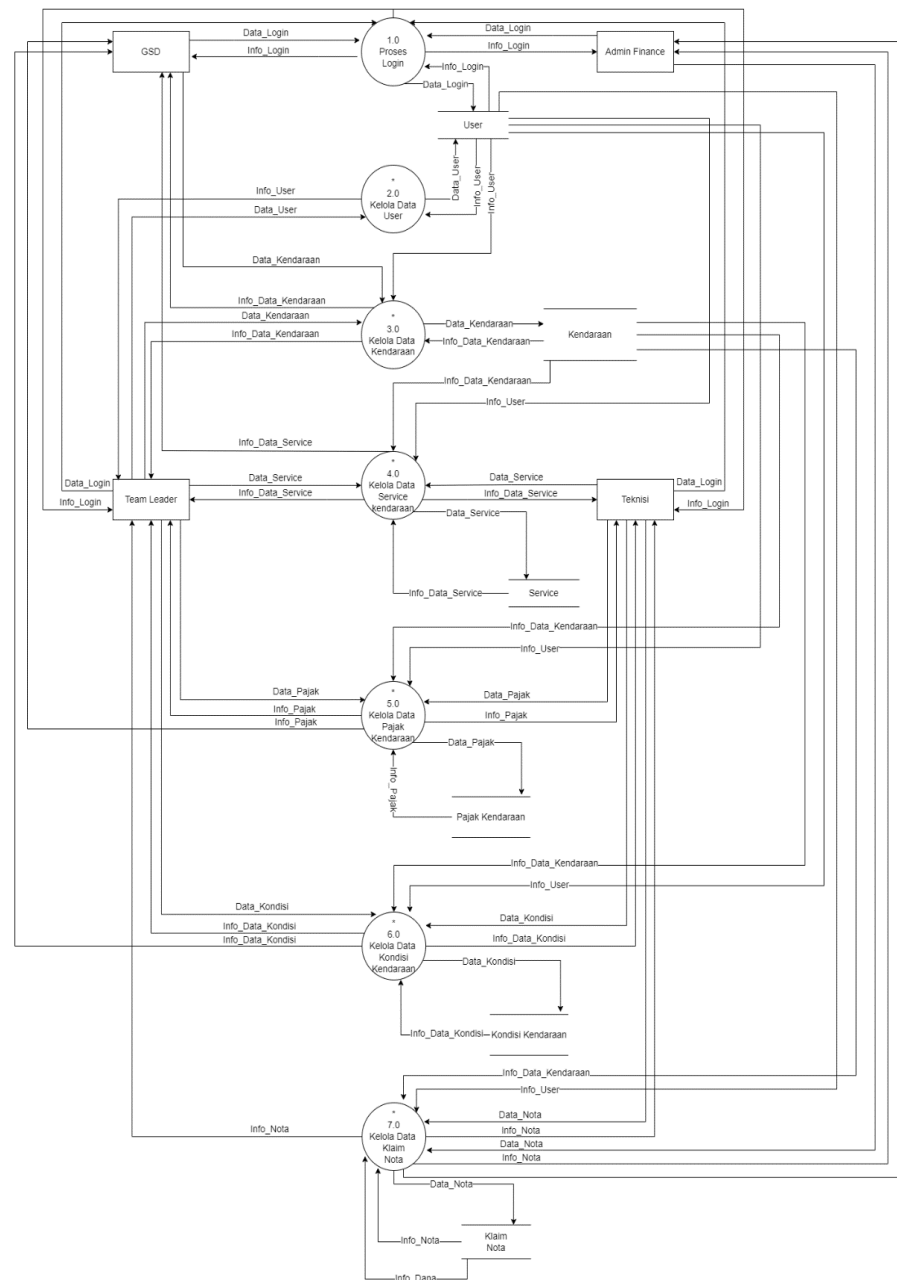 Data_Login
Info_Login
GSD
1.0
Proses
Login
Data_Login
Info_Login
Admin Finance
Info_Login
Data_Login
User
Data_User
Info_User
Info_User
Info_User
Data_User
*
2.0
Kelola Data
User
Data_Kendaraan
Info_Data_Kendaraan
Data_Kendaraan
Info_Data_Kendaraan
*
3.0
Kelola Data
Kendaraan
Data_Kendaraan
Info_Data_Kendaraan
Kendaraan
Info_Data_Kendaraan
Info_User
Info_Data_Service
Data_Login
Info_Login
Team Leader
Data_Service
Info_Data_Service
*
4.0
Kelola Data
Service
kendaraan
Data_Service
Info_Data_Service
Data_Service
Teknisi
Data_Login
Info_Login
Info_Data_Service
Service
Info_Data_Kendaraan
Info_User
Data_Pajak
Info_Pajak
Info_Pajak
*
5.0
Kelola Data
Pajak
Kendaraan
Data_Pajak
Info_Pajak
Data_Pajak
Info_Pajak
Pajak Kendaraan
Info_Data_Kendaraan
Info_User
Data_Kondisi
Info_Data_Kondisi
Info_Data_Kondisi
*
6.0
Kelola Data
Kondisi
Kendaraan
Data_Kondisi
Info_Data_Kondisi
Data_Kondisi
Info_Data_Kondisi
Kondisi Kendaraan
Info_Data_Kendaraan
Info_User
Info_Nota
*
7.0
Kelola Data
Klaim
Nota
Data_Nota
Info_Nota
Data_Nota
Info_Nota
Data_Nota
Info_Nota
Klaim
Nota
Info_Dana